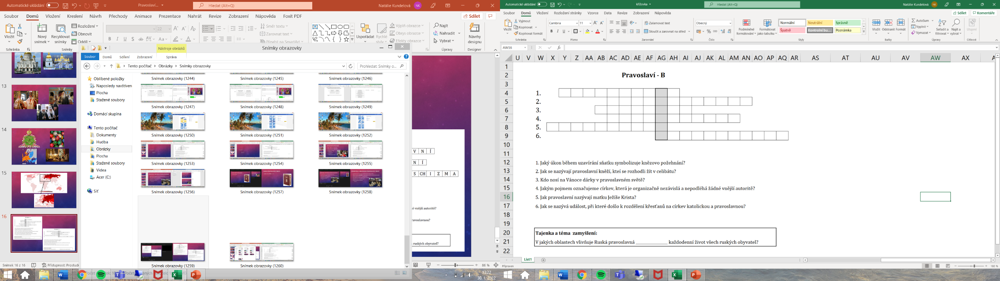 Automatické ukládání
Pravoslaví...
Hledat (Alt+Q)
Natálie Kundelová
NK
Soubor Domů Vložení Kreslení Návrh Přechody Animace Prezentace Nahrát Revize Zobrazení Nápověda Foxit PDF
Sdílet
Vložit
Nový snímek
Recyklovat snímky
Rozložení
Obnovit
Oddíl
22
Směr textu
Zarovnat text
Převést na SmartArt
Uspořádat
Rychlé styly
Výplň obrazce
Obrys obrazce
Efekty obrazce
Najít
Nahradit
Vybrat
Návrhy designu
Schránka
Snímky
Úpravy
Designer
Nástroje obrázků
Snímky obrazovky
Soubor Domů Sdílení Zobrazení Správa
Tento počítač Obrázky Snímky obrazovky
Prohledat: Snímky o...
Oblíbené položky
Naposledy navštíven
Plocha
Stažené soubory
Domácí skupina
Tento počítač
Dokumenty
Hudba
Obrázky
Plocha
Stažené soubory
Videa
Acer (C:)
Síť
Snímek obrazovky (1244) Snímek obrazovky (1245) Snímek obrazovky (1246)
Snímek obrazovky (1247) Snímek obrazovky (1248) Snímek obrazovky (1249)
Snímek obrazovky (1250) Snímek obrazovky (1251) Snímek obrazovky (1252)
Snímek obrazovky (1253) Snímek obrazovky (1254) Snímek obrazovky (1255)
Snímek obrazovky (1256) Snímek obrazovky (1257) Snímek obrazovky (1258)
Snímek obrazovky (1259) Snímek obrazovky (1260)
13
14
15
16
V N Í
N Í
S CH I Z M A
é vnější autoritě?
ravoslavnou?
ruských obyvatel?
Snímek 16 z 16
Přístupnost: Prostud
86 %
13:22
30. 1. 2022
Automatické ukládání
křížovka
Hledat (Alt+Q)
Natálie Kundelová
NK
Soubor Domů Vložení Rozložení stránky Vzorce Data Revize Zobrazení Nápověda
Sdílet
Komentáře
Vložit
Vyjmout
Kopírovat
Kopírovat formát
Cambria
11
Zalamovat text
Sloučit a zarovnat na střed
Obecný
Podmíněné formátování
Formátovat jako tabulku
Normální Neutrální Správně
Špatně Kontrolní bu... Poznámka
Vložit Odstranit Formát
AutoSum
Vyplnit
Vymazat
Seřadit a filtrovat
Najít a vybrat
Utajení
Schránka Písmo Zarovnání Číslo Styly Buňky Úpravy Citlivost
AW16
U V W X Y Z AA AB AC AD AE AF AG AH AI AJ AK AL AM AN AO AP AQ AR AS AT AU AV AW AX
1
2
3
4
5
6
7
8
9
10
11
12
13
14
15
16
17
18
19
20
21
22
Pravoslaví - B
1.
2.
3.
4.
5.
6.
1. Jaký úkon během uzavírání sňatku symbolizuje knězovo požehnání?
2. Jak se nazývají pravoslavní kněží, kteí se rozhodli žít v celibátu?
3. Kdo nosí na Vánoce dárky v pravoslavném světě?
4. Jakým pojmem označujeme církev, která je organizačně nezávislá a nepodléhá žádné vnější autoritě?
5. Jak pravoslavní nazývají matku Ježíše Krista?
6. Jak se nazývá událost, při které došlo k rozdělení křesťanů na církev katolickou a pravoslavnou?
Tajenka a téma zamyšlení:
V jakých oblastech vlivňuje Ruská pravoslavná ______________ každodenní život všech ruských obyvatel?
List1
Připraven
180 %